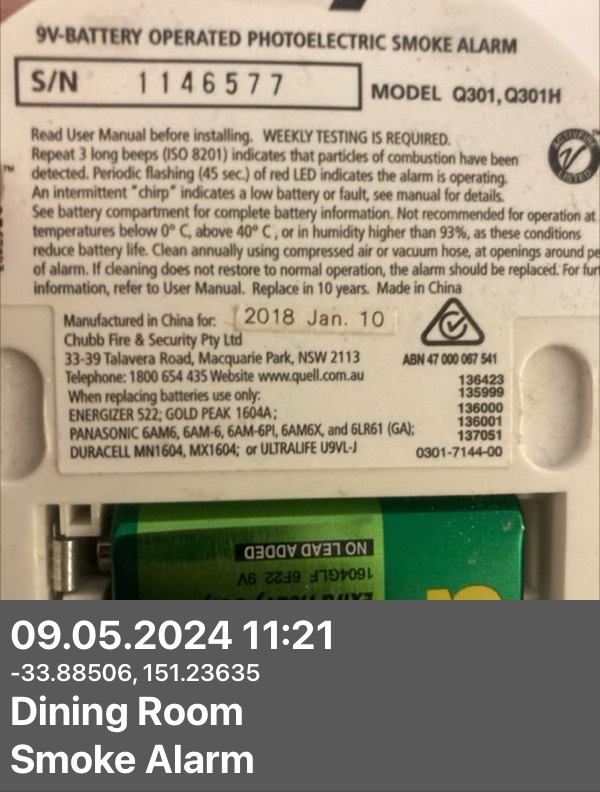 9V-BATTERY OPERATED PHOTOELECTRIC SMOKE ALARM
S/N 1146577
MODEL Q301, Q301H
Read User Manual before installing. WEEKLY TESTING IS REQUIRED.
Repeat 3 long beeps (ISO 8201) indicates that particles of combustion have been
detected. Periodic flashing (45 sec.) of red LED indicates the alarm is operating.
An intermittent "chirp" indicates a low battery or fault, see manual for details.
See battery compartment for complete battery information. Not recommended for operation at
temperatures below 0° C, above 40° C, or in humidity higher than 93%, as these conditions
reduce battery life. Clean annually using compressed air or vacuum hose, at openings around pe
of alarm. If cleaning does not restore to normal operation, the alarm should be replaced. For fur
information, refer to User Manual. Replace in 10 years. Made in China
Manufactured in China for: 2018 Jan. 10
Chubb Fire & Security Pty Ltd
33-39 Talavera Road, Macquarie Park, NSW 2113
ABN 47 000 067 541
Telephone: 1800 654 435 Website www.quell.com.au
When replacing batteries use only:
ENERGIZER 522; GOLD PEAK 1604A;
PANASONIC 6AM6, 6AM-6, 6AM-6PI, 6AM6X, and 6LR61 (GA);
DURACELL MN1604, MX1604; or ULTRALIFE U9VL-J
136423
135999
136000
136001
137051
0301-7144-00
NO LEAD ADDED
1604GLF 6F22 9V
09.05.2024 11:21
-33.88506, 151.23635
Dining Room
Smoke Alarm